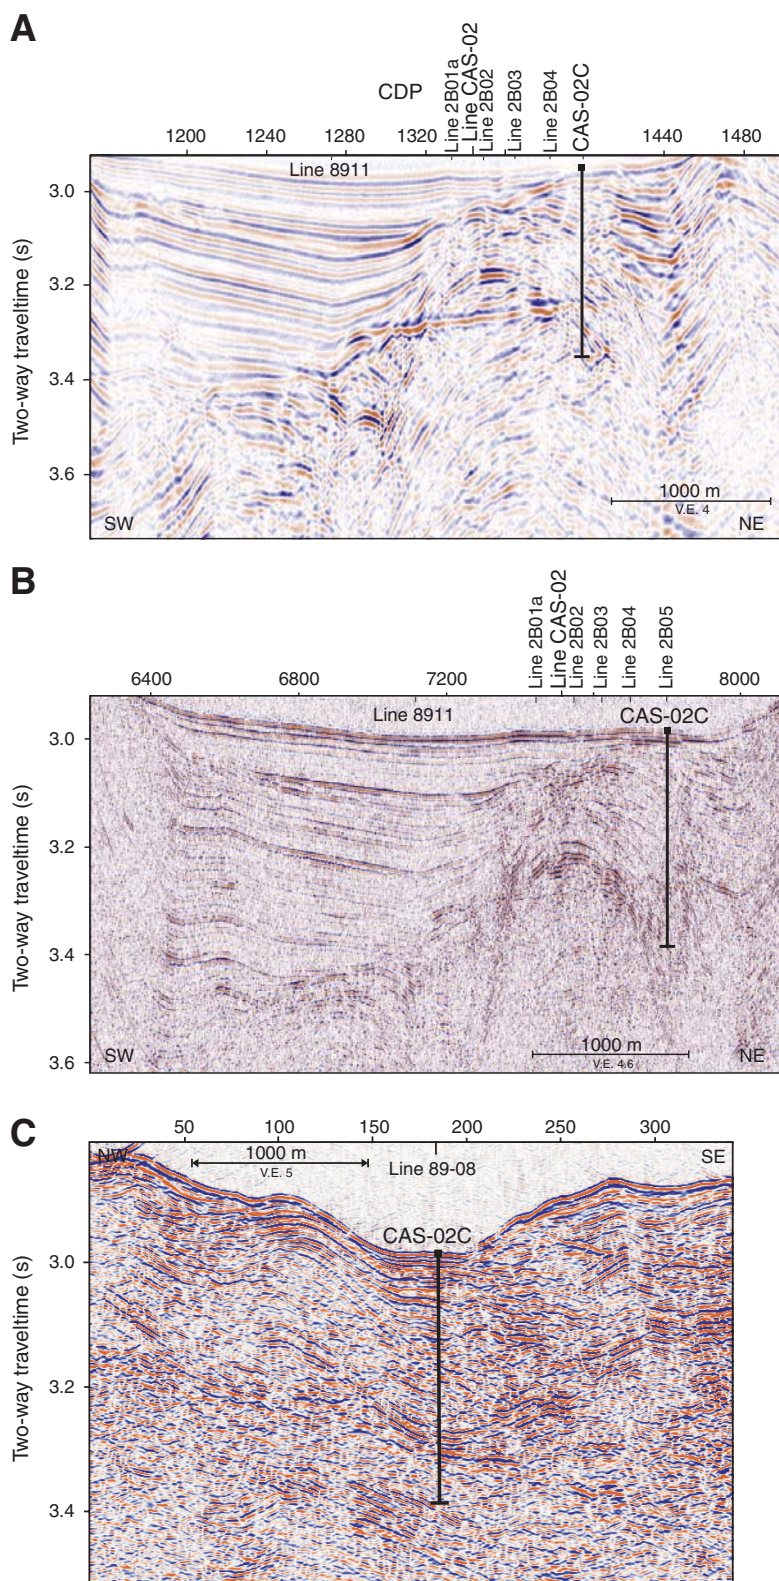 A
CDP
Line 2B01a
Line CAS-02
Line 2B02
Line 2B03
Line 2B04
CAS-02C
1200 1240 1280 1320 1440 1480
Line 8911
3.0
3.2
3.4
3.6
Two-way traveltime (s)
1000 m
V.E. 4
SW NE
B
Line 2B01a
Line CAS-02
Line 2B02
Line 2B03
Line 2B04
Line 2B05
6400 6800 7200 8000
Line 8911 CAS-02C
3.0
3.2
3.4
3.6
Two-way traveltime (s)
1000 m
V.E. 4.6
SW NE
C
50 100 150 200 250 300
NW 1000 m SE
V.E. 5 Line 89-08
CAS-02C
3.0
3.2
3.4
Two-way traveltime (s)